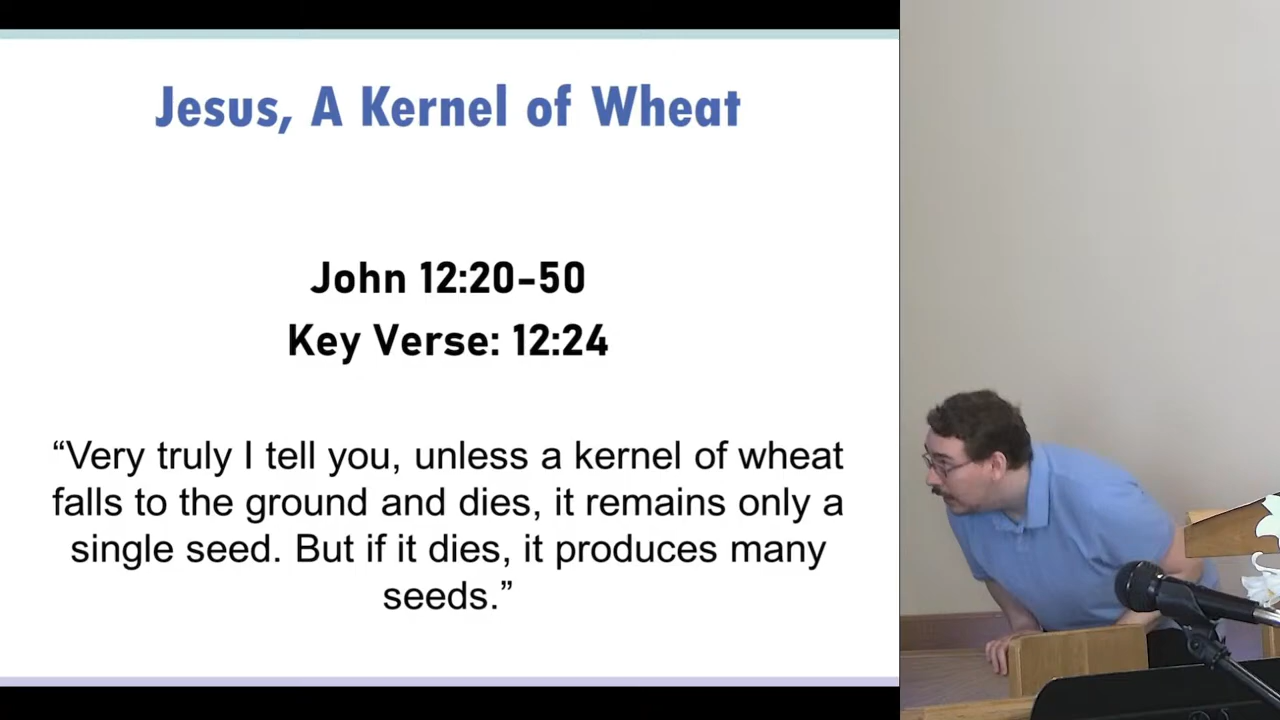 Jesus, A Kernel of Wheat
John 12:20-50
Key Verse: 12:24
“Very truly I tell you, unless a kernel of wheat
falls to the ground and dies, it remains only a
single seed. But if it dies, it produces many
seeds.”